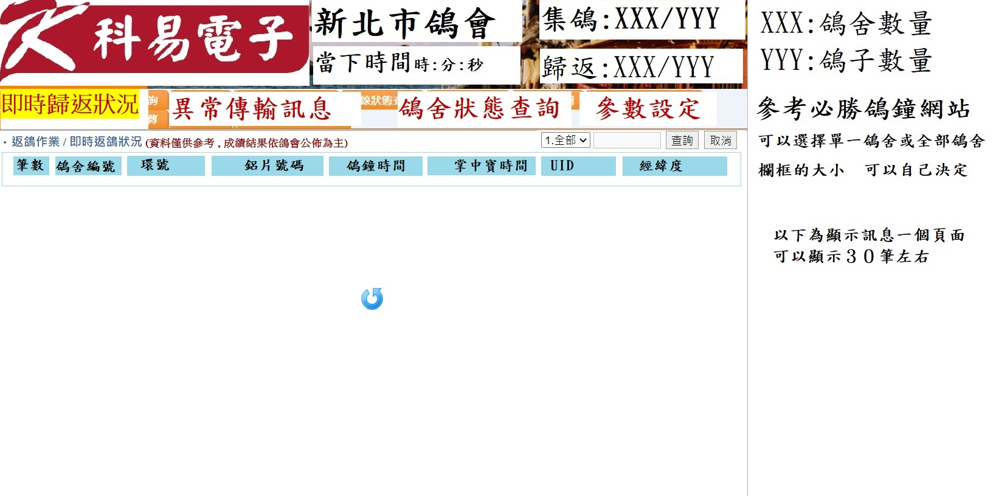 科易電子
新北市鴿會
當下時間時:分:秒
集鴿:XXX/YYY
歸返:XXX/YYY
XXX:鴿舍數量
YYY:鴿子數量
即時歸返狀況
詢
傳
異常傳輸訊息
線狀態查
鴿舍狀態查詢
參數設定
參考必勝鴿鐘網站
返鴿作業 / 即時返鴿狀況 (資料僅供參考 , 成績結果依鴿會公佈為主)
1.全部
查詢
取消
可以選擇單一鴿舍或全部鴿舍
筆數 鴿舍編號 環號 鋁片號碼 鴿鐘時間 掌中寶時間 UID 經緯度
欄框的大小 可以自己決定
以下為顯示訊息一個頁面
可以顯示３０筆左右